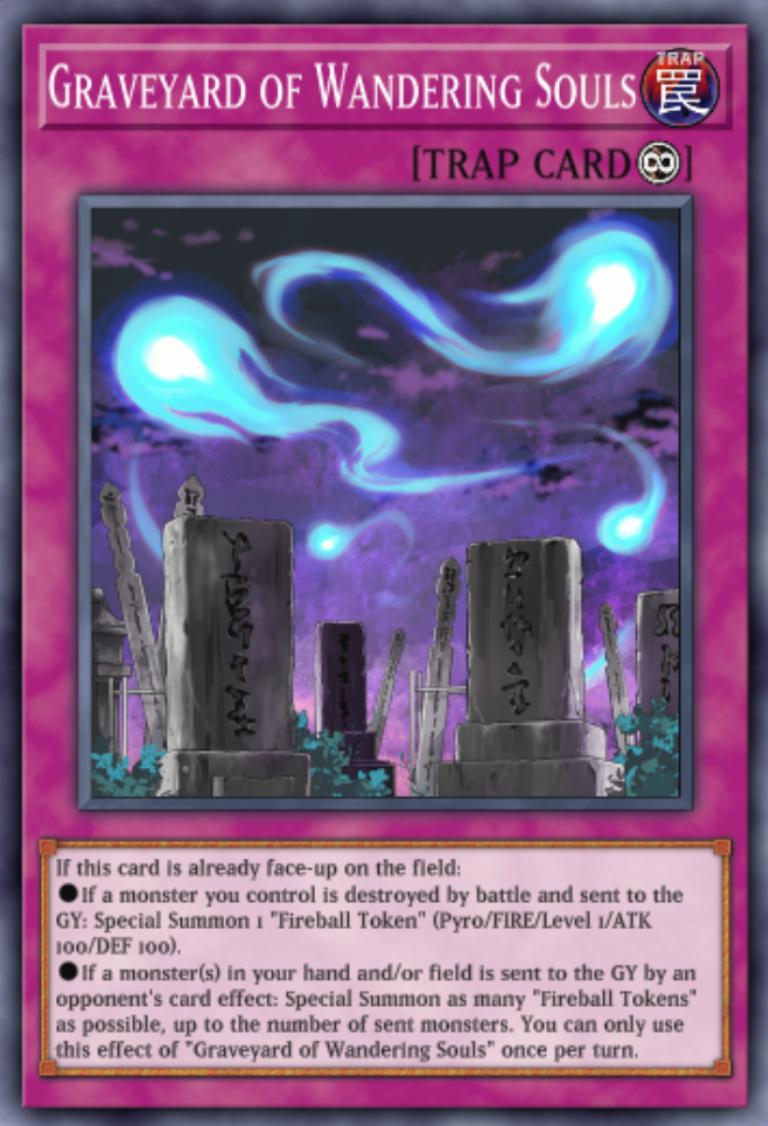 GRAVEYARD OF WANDERING SOULS
TRAP
罠
[TRAP CARD∞]
If this card is already face-up on the field:
●If a monster you control is destroyed by battle and sent to the
GY: Special Summon 1 "Fireball Token" (Pyro/FIRE/Level 1/ATK
100/DEF 100).
●If a monster(s) in your hand and/or field is sent to the GY by an
opponent's card effect: Special Summon as many "Fireball Tokens"
as possible, up to the number of sent monsters. You can only use
this effect of "Graveyard of Wandering Souls" once per turn.